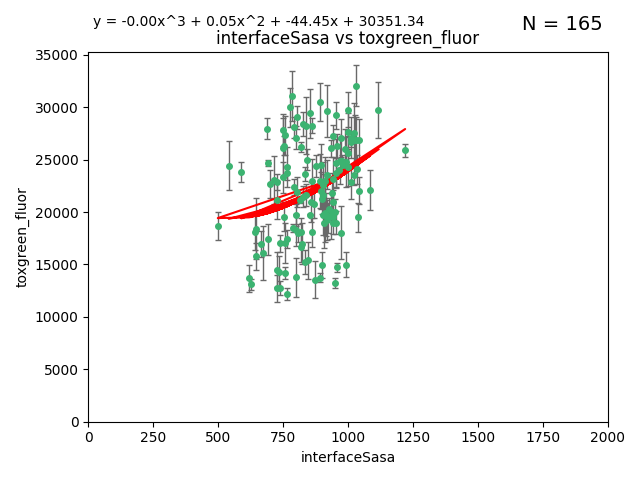 y = -0.00x^3 + 0.05x^2 + -44.45x + 30351.34
N = 165
interfaceSasa vs toxgreen_fluor
35000
30000
25000
20000
15000
10000
5000
0
toxgreen_fluor
0 250 500 750 1000 1250 1500 1750 2000
interfaceSasa